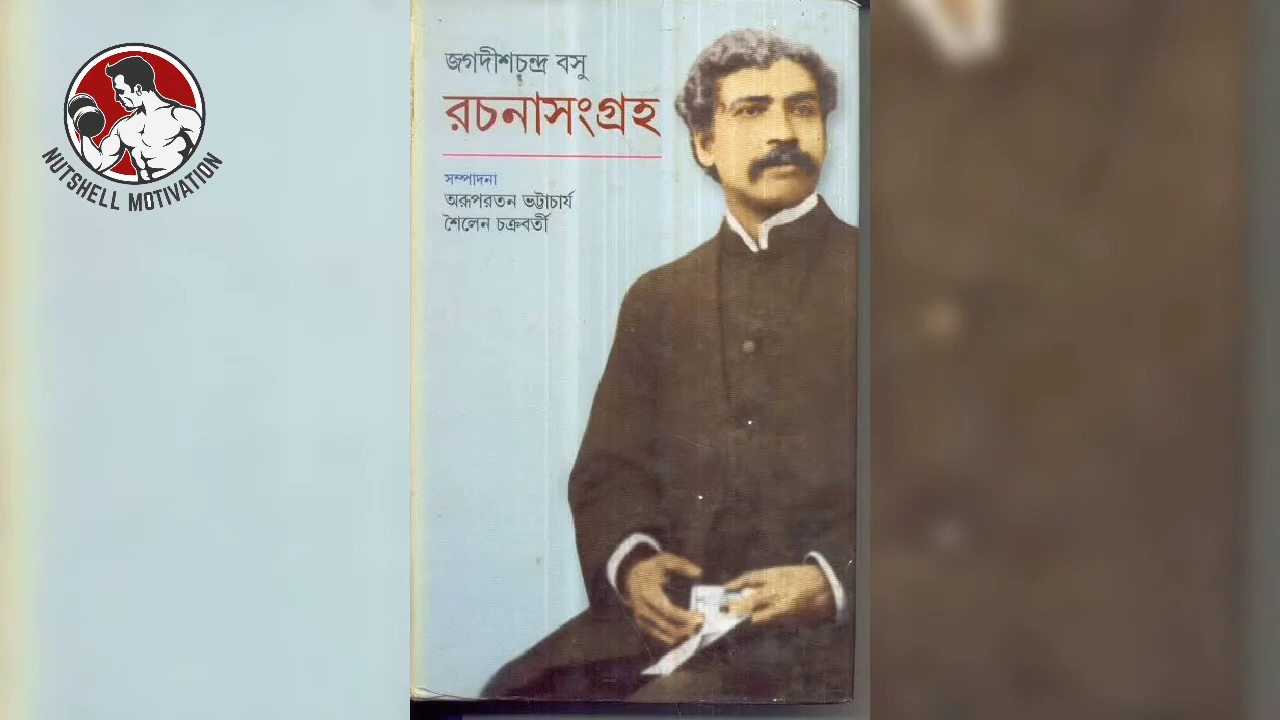 NUTSHELL MOTIVATION
জগদীশচন্দ্র বসু
রচনাসংগ্রহ
সম্পাদনা
অরূপরতন ভট্টাচার্য
শৈলেন চক্রবর্তী